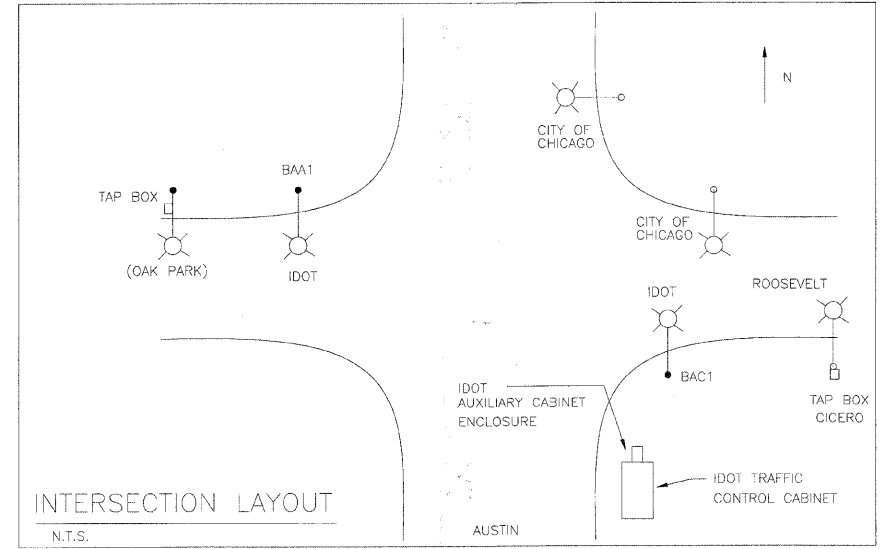 N
CITY OF
CHICAGO
BAA1
TAP BOX
(OAK PARK)
IDOT
CITY OF
CHICAGO
IDOT
ROOSEVELT
BAC1
TAP BOX
CICERO
IDOT
AUXILIARY CABINET
ENCLOSURE
IDOT TRAFFIC
CONTROL CABINET
INTERSECTION LAYOUT
N.T.S.
AUSTIN